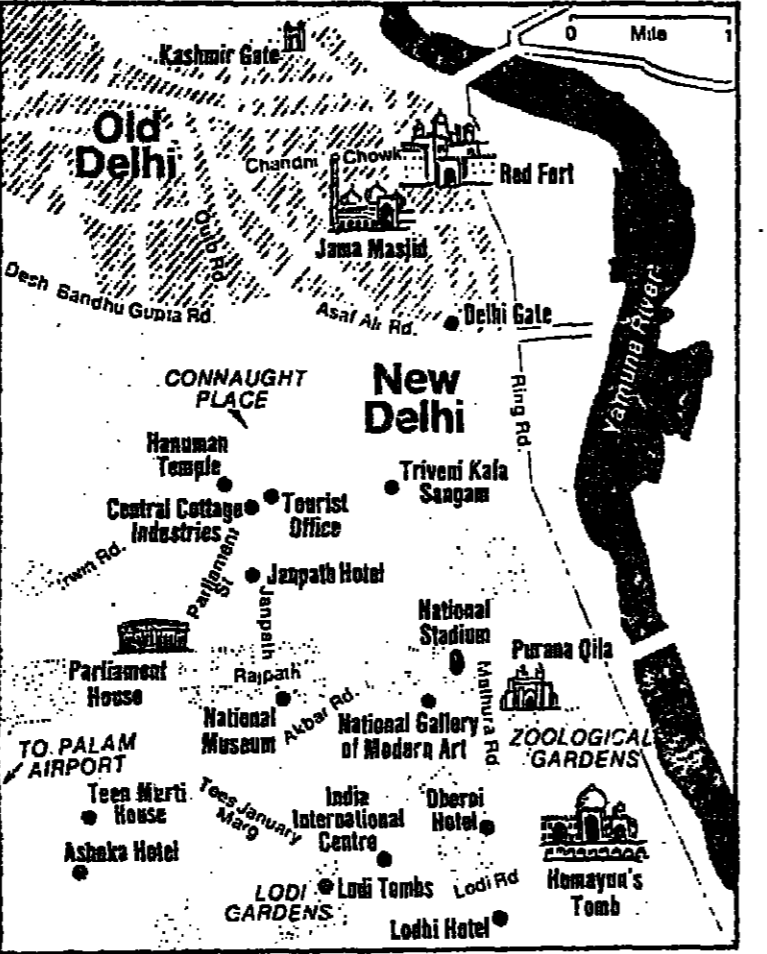 0 Mile 1
Kashmir Gate
Old
Delhi
Chandni Chowk
Red Fort
Jama Masjid
Qutb Rd.
Desh Bandhu Gupta Rd.
Asaf Ali Rd.
Delhi Gate
Yamuna River
CONNAUGHT
PLACE
New
Delhi
Ring Rd.
Hanuman
Temple
Triveni Kala
Sangam
Central Cottage
Industries
Tourist
Office
Irwin Rd.
Parliament
St
Janpath Hotel
Janpath
National
Stadium
Parliament
House
Rajpath
Purana Qila
Mathura Rd.
National
Museum
Akbar Rd.
National Gallery
of Modern Art
ZOOLOGICAL
GARDENS
TO PALAM
AIRPORT
Teen Murti
House
Tees January
Marg
India
International
Centre
Oberoi
Hotel
Ashoka Hotel
LODI
GARDENS
Lodi Tombs
Lodi Rd
Humayun's
Tomb
Lodhi Hotel